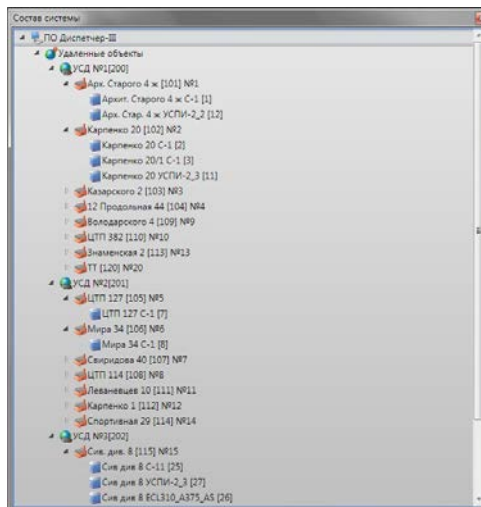 Состав системы
ПО Диспетчер-III
Удаленные объекты
УСД №1[200]
Арх. Старого 4 ж [101] №1
Архит. Старого 4 ж С-1 [1]
Арх. Стар. 4 ж УСПИ-2_2 [12]
Карпенко 20 [102] №2
Карпенко 20 С-1 [2]
Карпенко 20/1 С-1 [3]
Карпенко 20 УСПИ-2_3 [11]
Казарского 2 [103] №3
12 Продольная 44 [104] №4
Володарского 4 [109] №9
ЦТП 382 [110] №10
Знаменская 2 [113] №13
ТТ [120] №20
УСД №2[201]
ЦТП 127 [105] №5
ЦТП 127 С-1 [7]
Мира 34 [106] №6
Мира 34 С-1 [8]
Свиридова 40 [107] №7
ЦТП 114 [108] №8
Леваневцев 10 [111] №11
Карпенко 1 [112] №12
Спортивная 29 [114] №14
УСД №3[202]
Сив. див. 8 [115] №15
Сив див 8 С-11 [25]
Сив див 8 УСПИ-2_3 [27]
Сив див 8 ECL310_A375_AS [26]